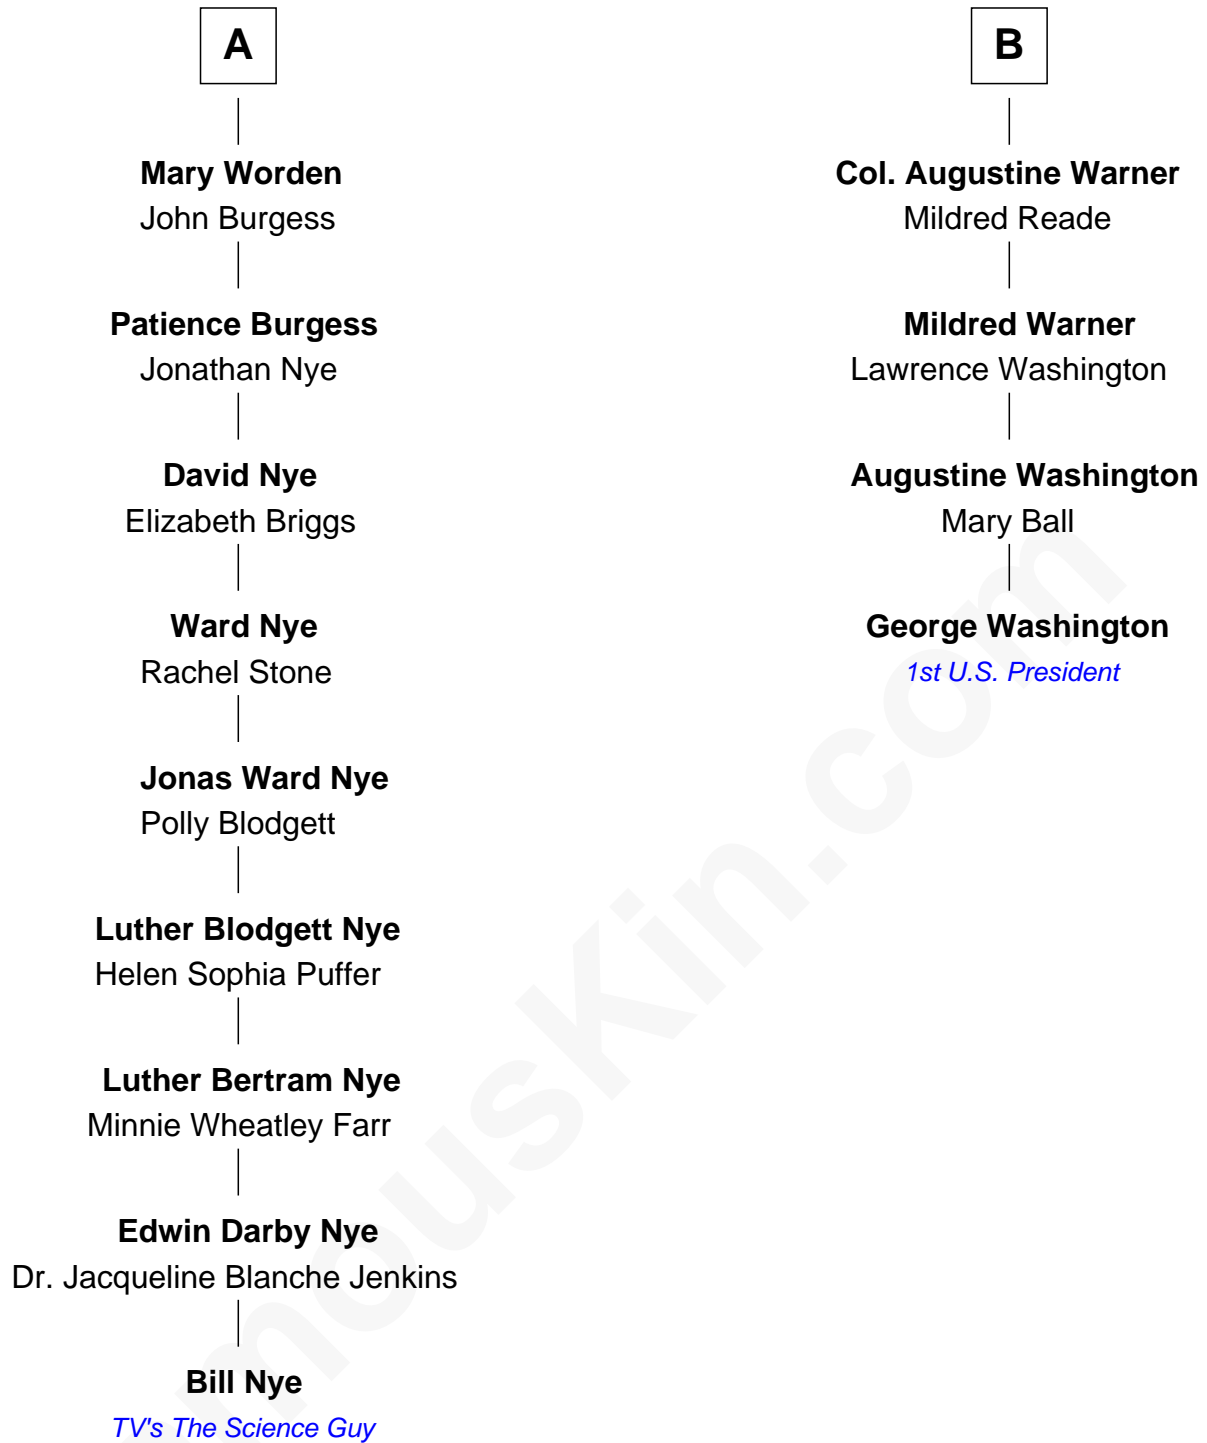 A
Mary Worden
John Burgess
Patience Burgess
Jonathan Nye
David Nye
Elizabeth Briggs
Ward Nye
Rachel Stone
Jonas Ward Nye
Polly Blodgett
Luther Blodgett Nye
Helen Sophia Puffer
Luther Bertram Nye
Minnie Wheatley Farr
Edwin Darby Nye
Dr. Jacqueline Blanche Jenkins
Bill Nye
TV's The Science Guy
B
Col. Augustine Warner
Mildred Reade
Mildred Warner
Lawrence Washington
Augustine Washington
Mary Ball
George Washington
1st U.S. President
mousKin.com